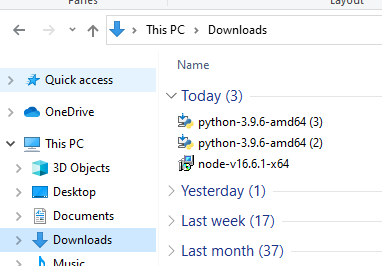 Panes
Layout
This PC > Downloads
Name
Quick access
OneDrive
This PC
3D Objects
Desktop
Documents
Downloads
Music
Today (3)
python-3.9.6-amd64 (3)
python-3.9.6-amd64 (2)
node-v16.6.1-x64
Yesterday (1)
Last week (17)
Last month (37)